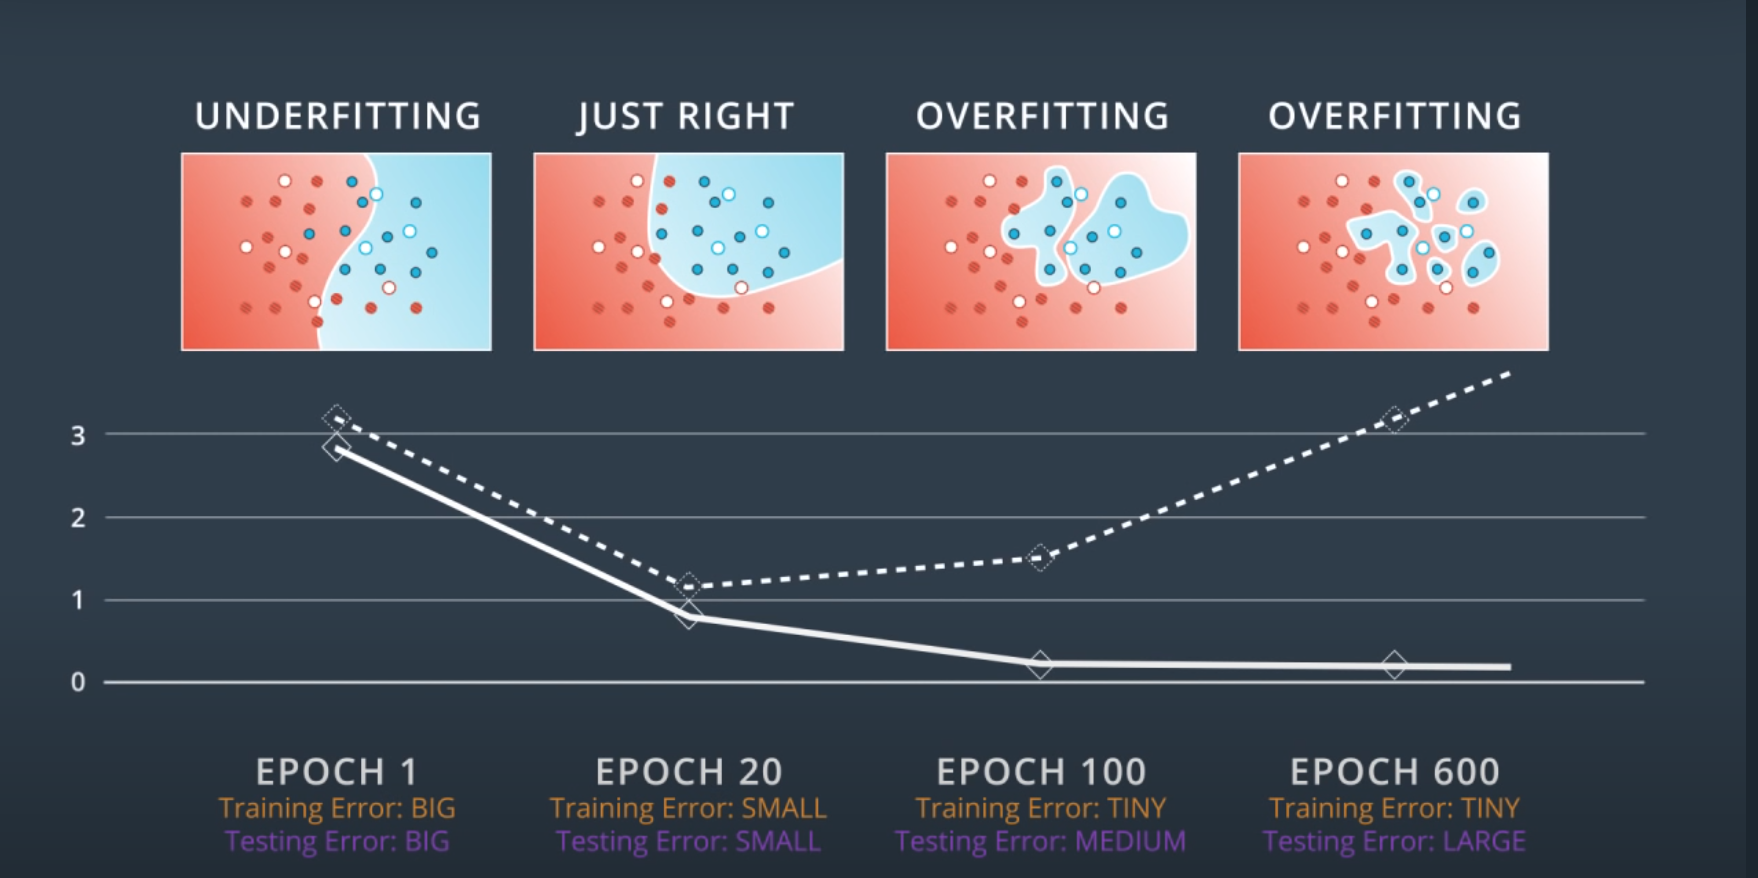 UNDERFITTING JUST RIGHT OVERFITTING OVERFITTING
3
2
1
0
EPOCH 1 EPOCH 20 EPOCH 100 EPOCH 600
Training Error: BIG Training Error: SMALL Training Error: TINY Training Error: TINY
Testing Error: BIG Testing Error: SMALL Testing Error: MEDIUM Testing Error: LARGE